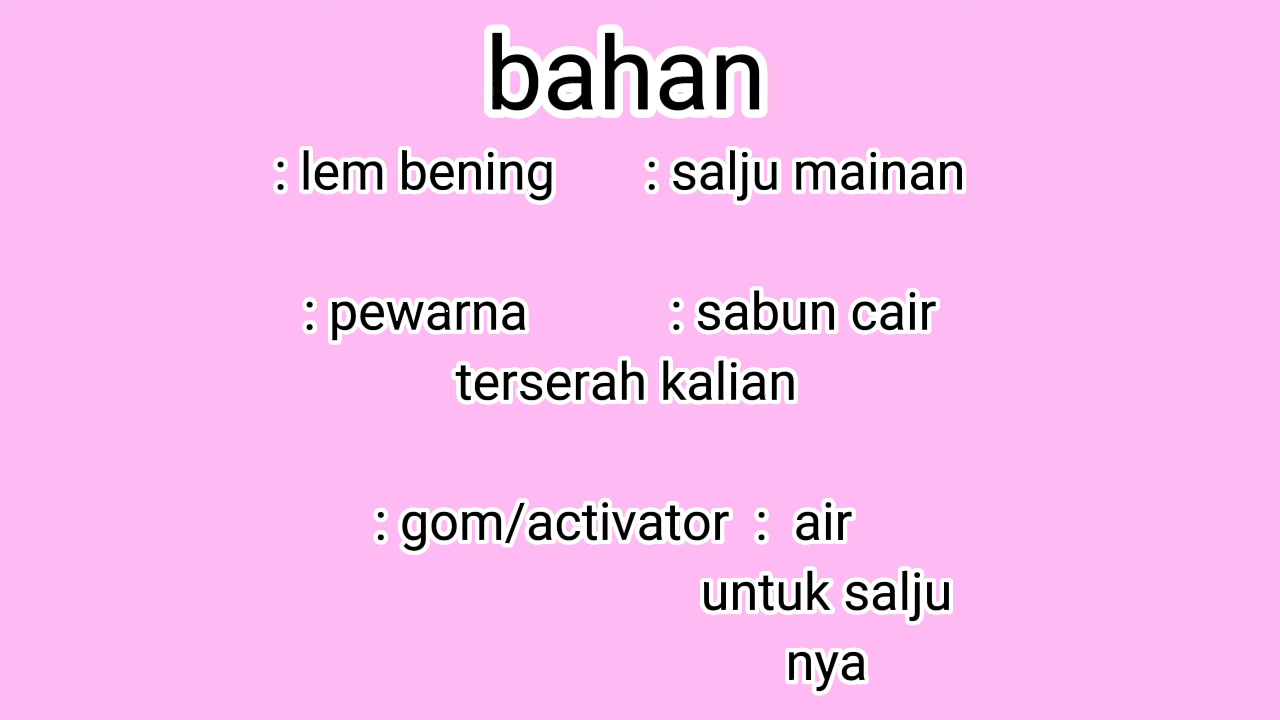 bahan
: lem bening : salju mainan
: pewarna : sabun cair
terserah kalian
: gom/activator : air
untuk salju
nya